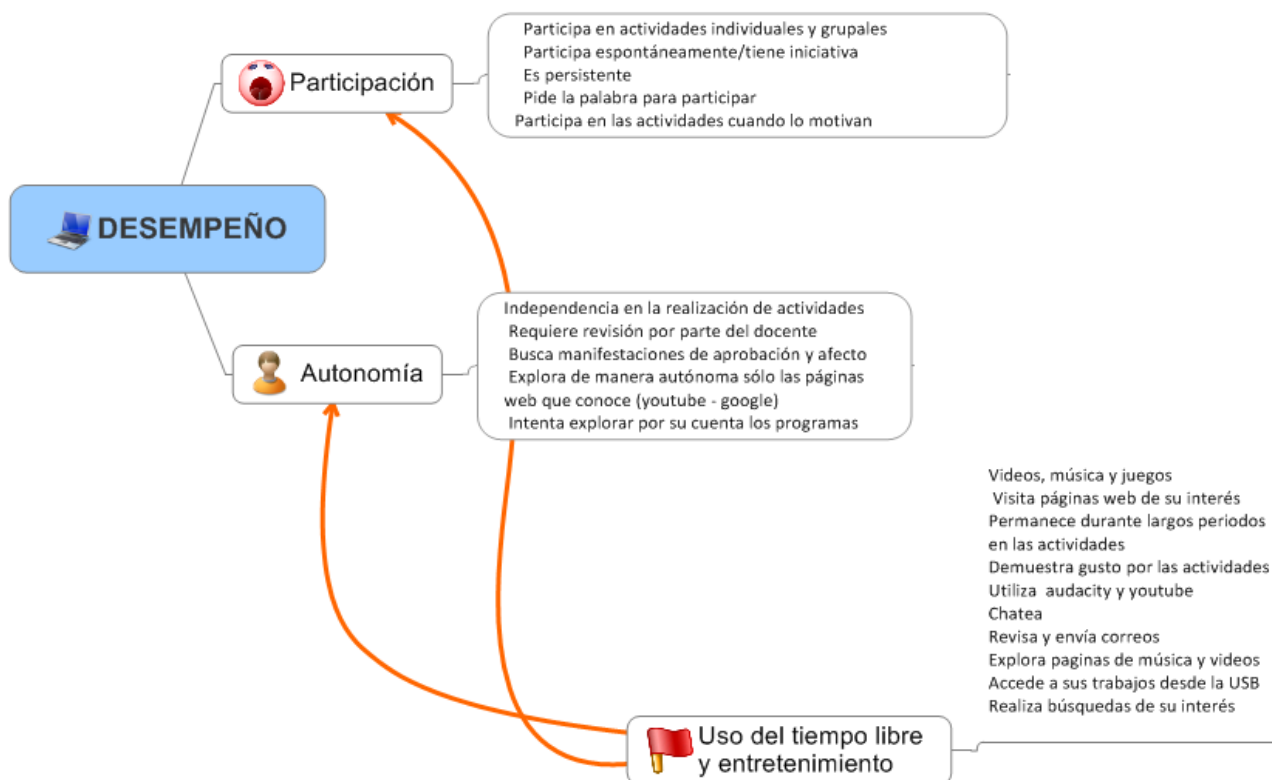 Participa en actividades individuales y grupales
Participa espontáneamente/tiene iniciativa
Es persistente
Pide la palabra para participar
Participa en las actividades cuando lo motivan
Participación
DESEMPEÑO
Independencia en la realización de actividades
Requiere revisión por parte del docente
Busca manifestaciones de aprobación y afecto
Explora de manera autónoma sólo las páginas
web que conoce (youtube - google)
Intenta explorar por su cuenta los programas
Autonomía
Videos, música y juegos
Visita páginas web de su interés
Permanece durante largos periodos
en las actividades
Demuestra gusto por las actividades
Utiliza audacity y youtube
Chatea
Revisa y envía correos
Explora paginas de música y videos
Accede a sus trabajos desde la USB
Realiza búsquedas de su interés
Uso del tiempo libre
y entretenimiento